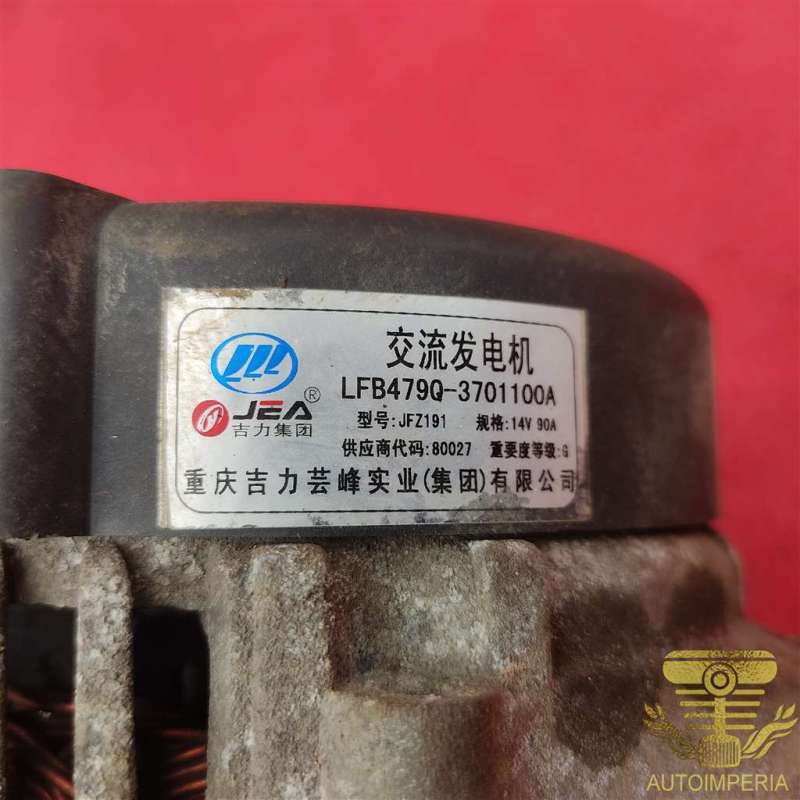 交流发电机
LFB479Q-3701100A
JEA®
吉力集团
型号:JFZ191 规格:14V 90A
供应商代码:80027 重要度等级:G
重庆吉力芸峰实业(集团)有限公司
AUTOIMPERIA